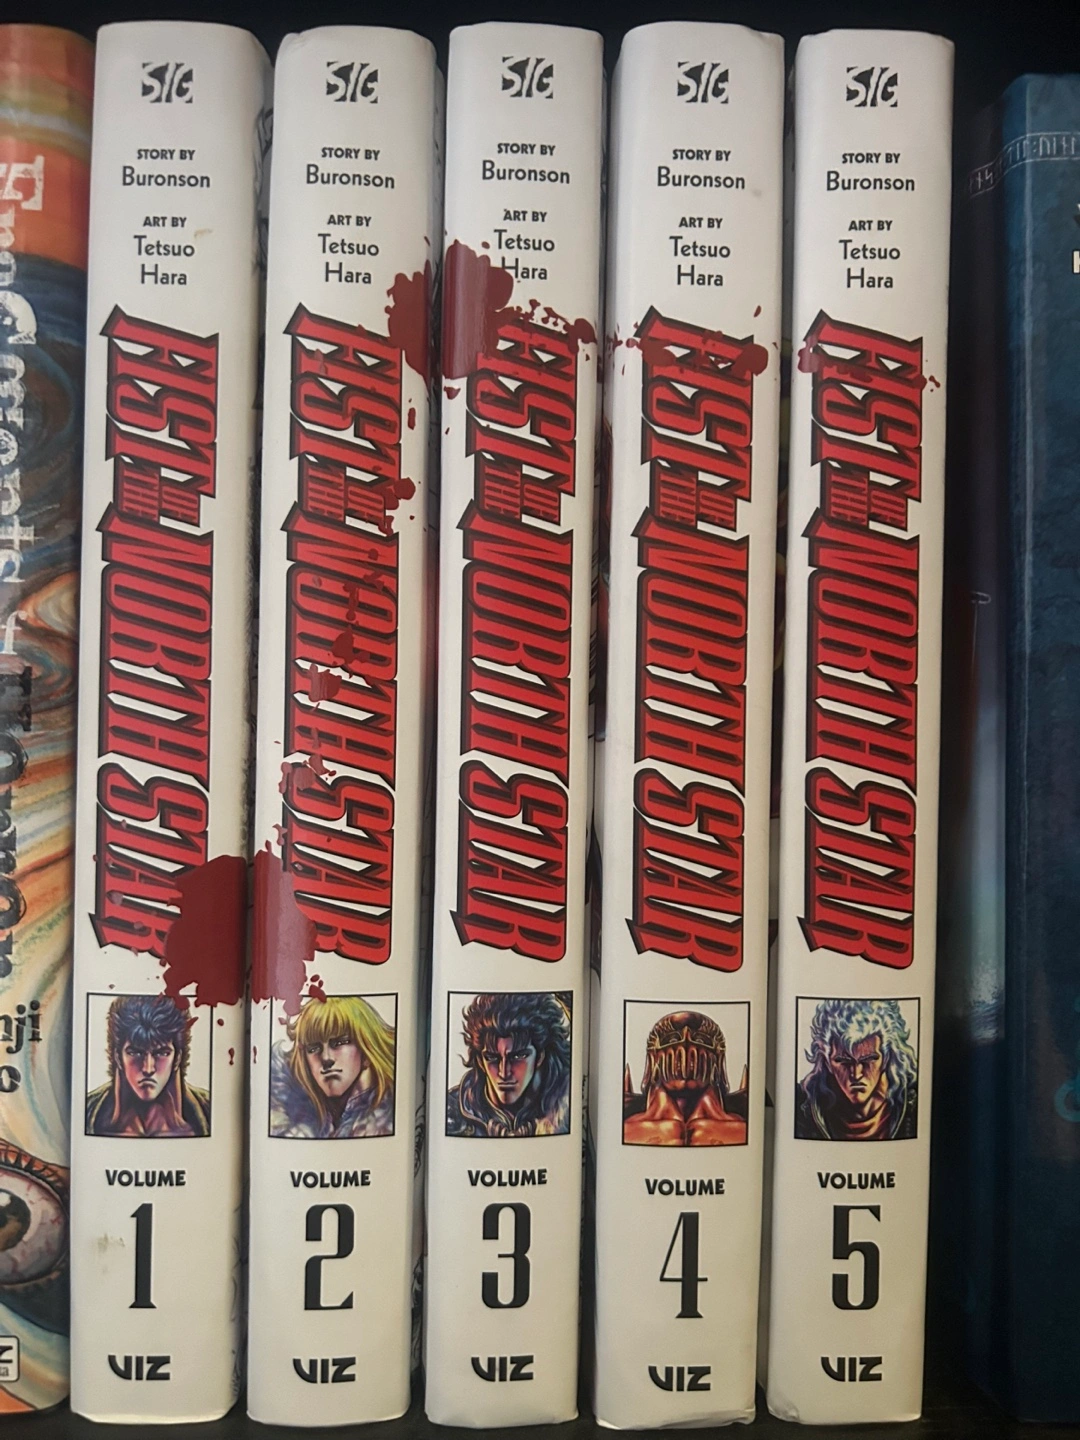 SIG
STORY BY
Buronson
ART BY
Tetsuo
Hara
FIST OF THE NORTH STAR
VOLUME
1
VIZ
SIG
STORY BY
Buronson
ART BY
Tetsuo
Hara
FIST OF THE NORTH STAR
VOLUME
2
VIZ
SIG
STORY BY
Buronson
ART BY
Tetsuo
Hara
FIST OF THE NORTH STAR
VOLUME
3
VIZ
SIG
STORY BY
Buronson
ART BY
Tetsuo
Hara
FIST OF THE NORTH STAR
VOLUME
4
VIZ
SIG
STORY BY
Buronson
ART BY
Tetsuo
Hara
FIST OF THE NORTH STAR
VOLUME
5
VIZ